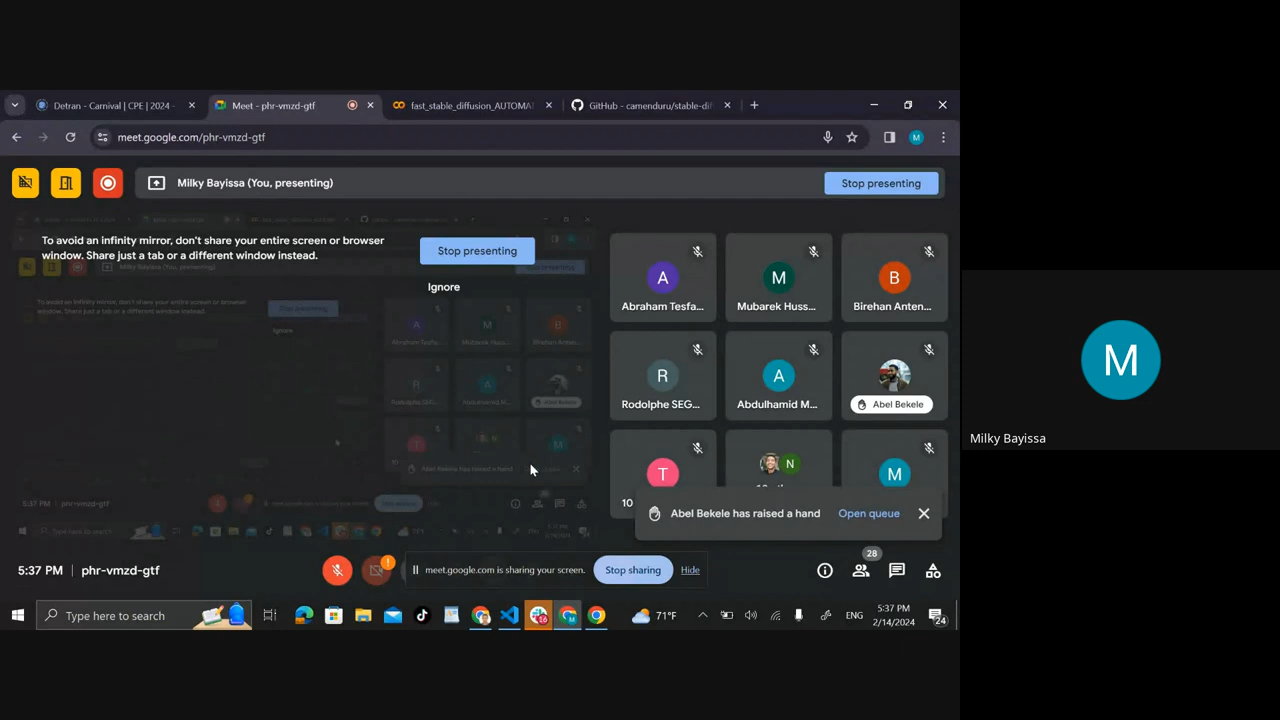 Detran - Carnival | CPE | 2024 -
Meet - phr-vmzd-gtf
fast_stable_diffusion_AUTOMA
GitHub - camenduru/stable-dif
meet.google.com/phr-vmzd-gtf
M
Milky Bayissa (You, presenting)
Stop presenting
To avoid an infinity mirror, don't share your entire screen or browser
window. Share just a tab or a different window instead.
Stop presenting
Ignore
A
Abraham Tesfa...
M
Mubarek Huss...
B
Birehan Anten...
R
Rodolphe SEG...
A
Abdulhamid M...
Abel Bekele
T
10
N
M
Abel Bekele has raised a hand
Open queue
M
Milky Bayissa
5:37 PM | phr-vmzd-gtf
meet.google.com is sharing your screen.
Stop sharing
Hide
28
Type here to search
16
71°F
ENG
5:37 PM
2/14/2024
24